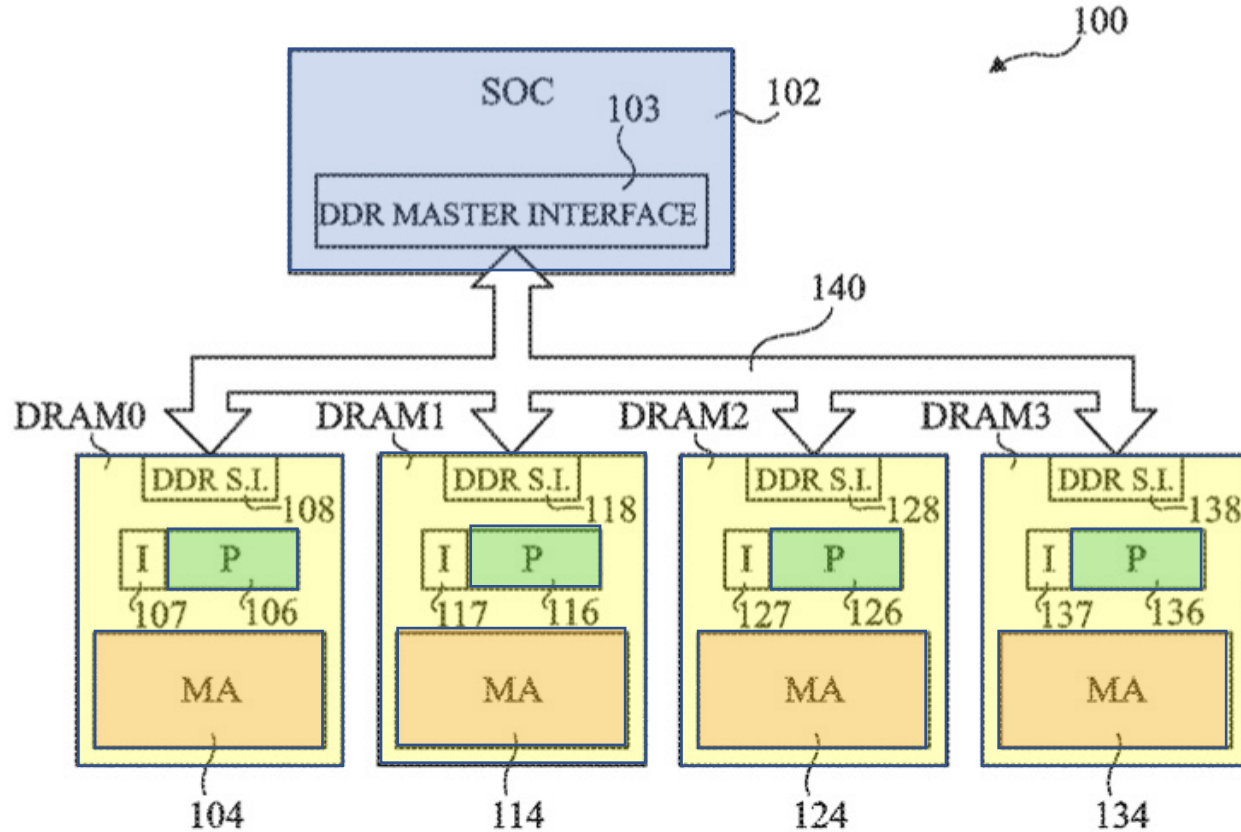 100
SOC
102
103
DDR MASTER INTERFACE
140
DRAM0 DRAM1 DRAM2 DRAM3
DDR S.I. DDR S.I. DDR S.I. DDR S.I.
108 118 128 138
I P I P I P I P
107 106 117 116 127 126 137 136
MA MA MA MA
104 114 124 134